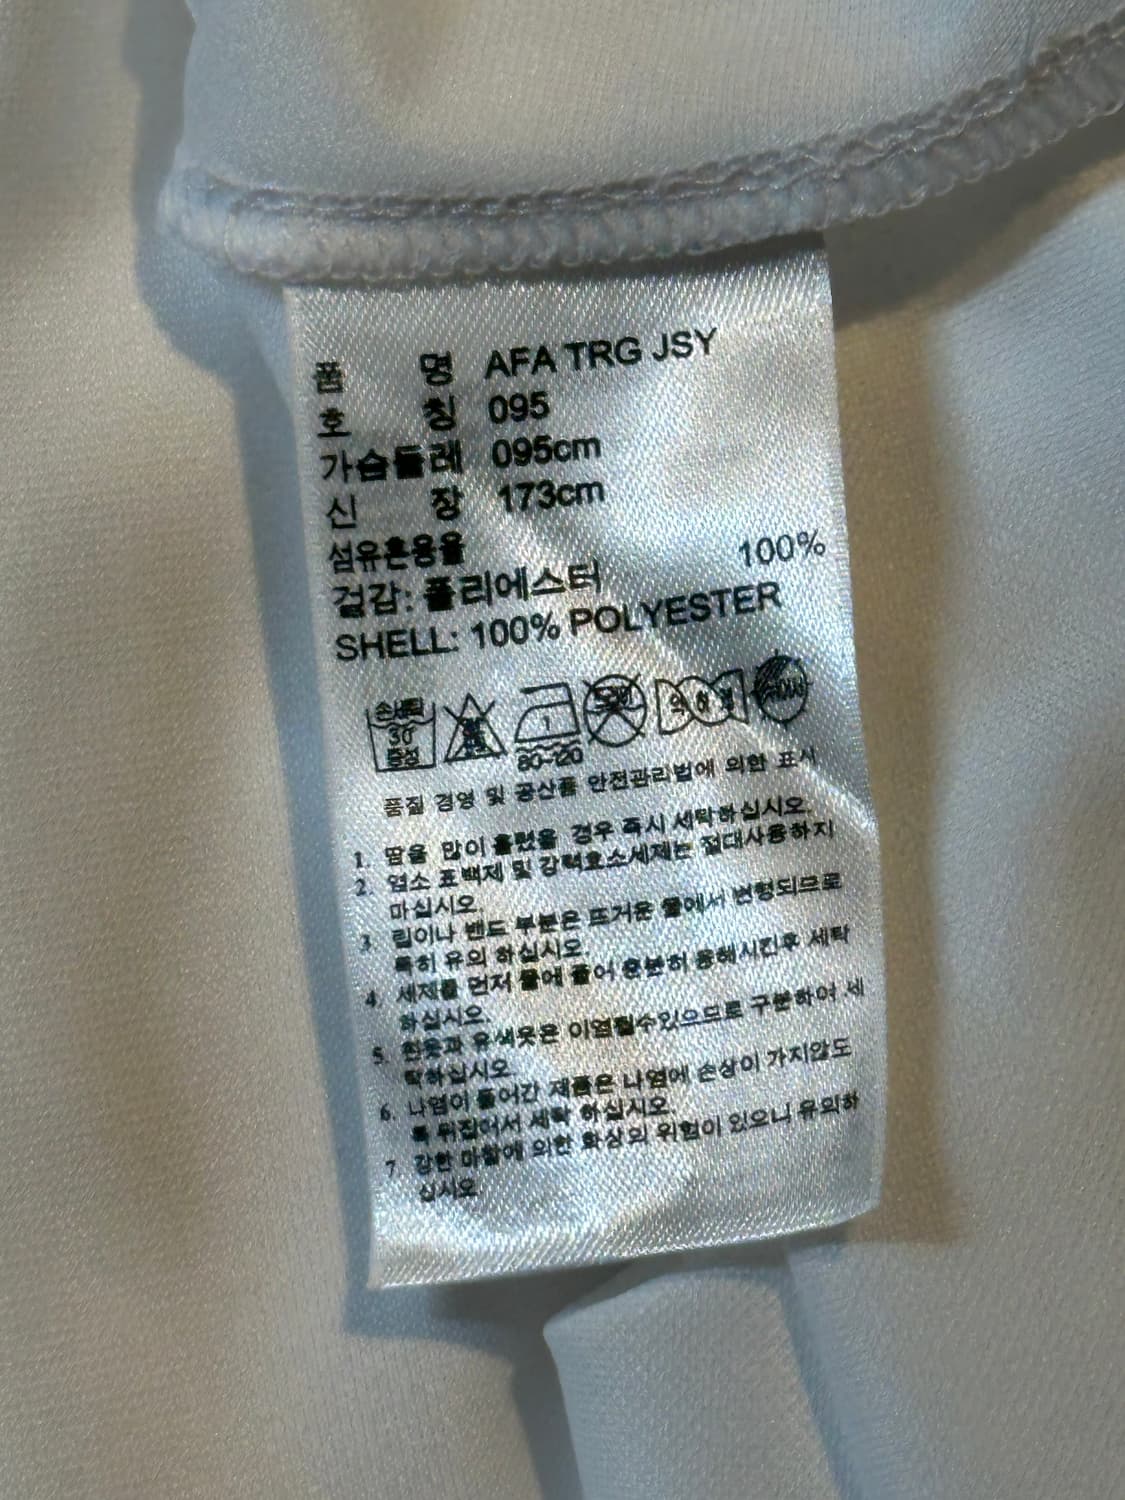 품 명 AFA TRG JSY
호 칭 095
가슴둘레 095cm
신 장 173cm
섬유혼용율
겉감: 폴리에스터 100%
SHELL: 100% POLYESTER
손세탁
30°
중성
1
80~120
품질 경영 및 공산품 안전관리법에 의한 표시
1. 땀을 많이 흘렸을 경우 즉시 세탁하십시오.
2. 염소 표백제 및 강력효소세제는 절대사용하지
마십시오.
3. 립이나 밴드 부분은 뜨거운 물에서 변형되므로
특히 유의 하십시오.
4. 세제를 먼저 물에 풀어 충분히 용해시킨후 세탁
하십시오.
5. 흰옷과 유색옷은 이염될수있으므로 구분하여 세
탁하십시오.
6. 나염이 들어간 제품은 나염에 손상이 가지않도
록 뒤집어서 세탁 하십시오.
7. 강한 마찰에 의한 화상의 위험이 있으니 유의하
십시오.